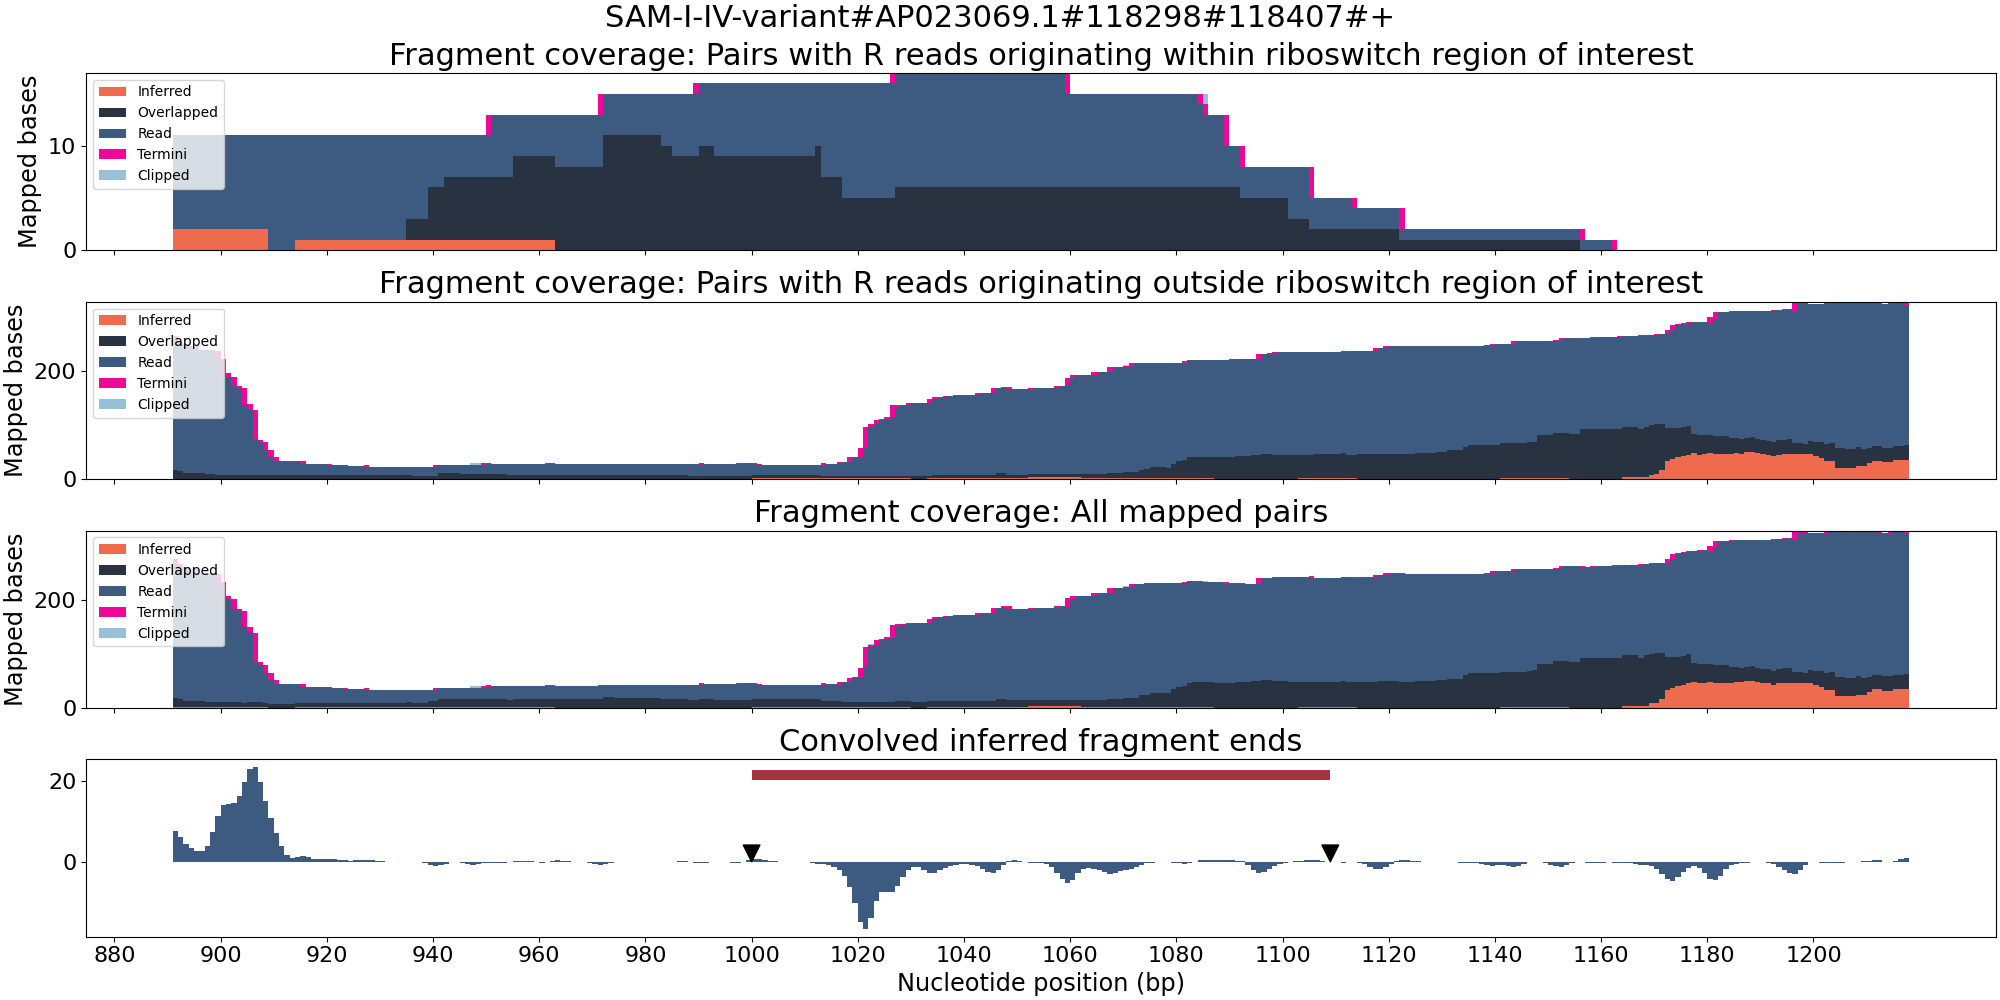 SAM-I-IV-variant#AP023069.1#118298#118407#+
Fragment coverage: Pairs with R reads originating within riboswitch region of interest
Mapped bases
10
0
Inferred
Overlapped
Read
Termini
Clipped
Fragment coverage: Pairs with R reads originating outside riboswitch region of interest
Mapped bases
200
0
Inferred
Overlapped
Read
Termini
Clipped
Fragment coverage: All mapped pairs
Mapped bases
200
0
Inferred
Overlapped
Read
Termini
Clipped
Convolved inferred fragment ends
20
0
880 900 920 940 960 980 1000 1020 1040 1060 1080 1100 1120 1140 1160 1180 1200
Nucleotide position (bp)